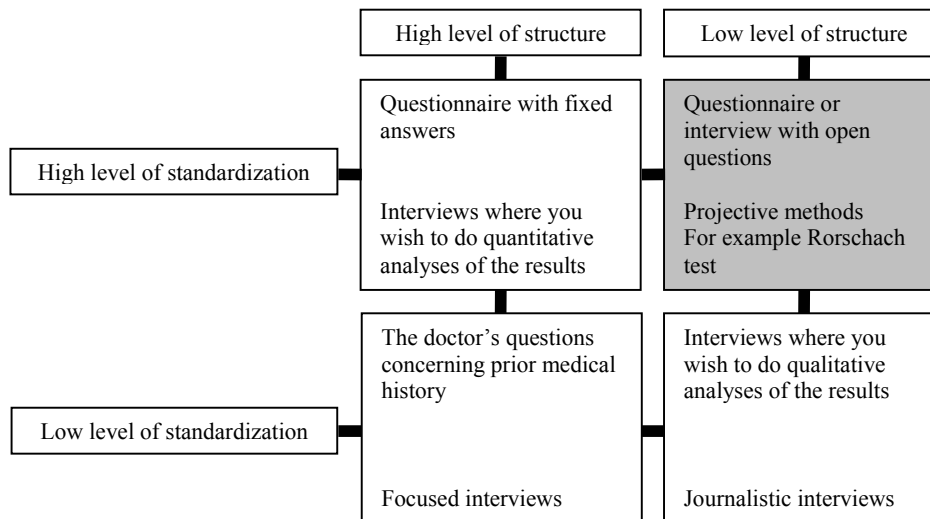 High level of structure
Low level of structure
High level of standardization
Questionnaire with fixed
answers
Interviews where you
wish to do quantitative
analyses of the results
Questionnaire or
interview with open
questions
Projective methods
For example Rorschach
test
Low level of standardization
The doctor’s questions
concerning prior medical
history
Focused interviews
Interviews where you
wish to do qualitative
analyses of the results
Journalistic interviews